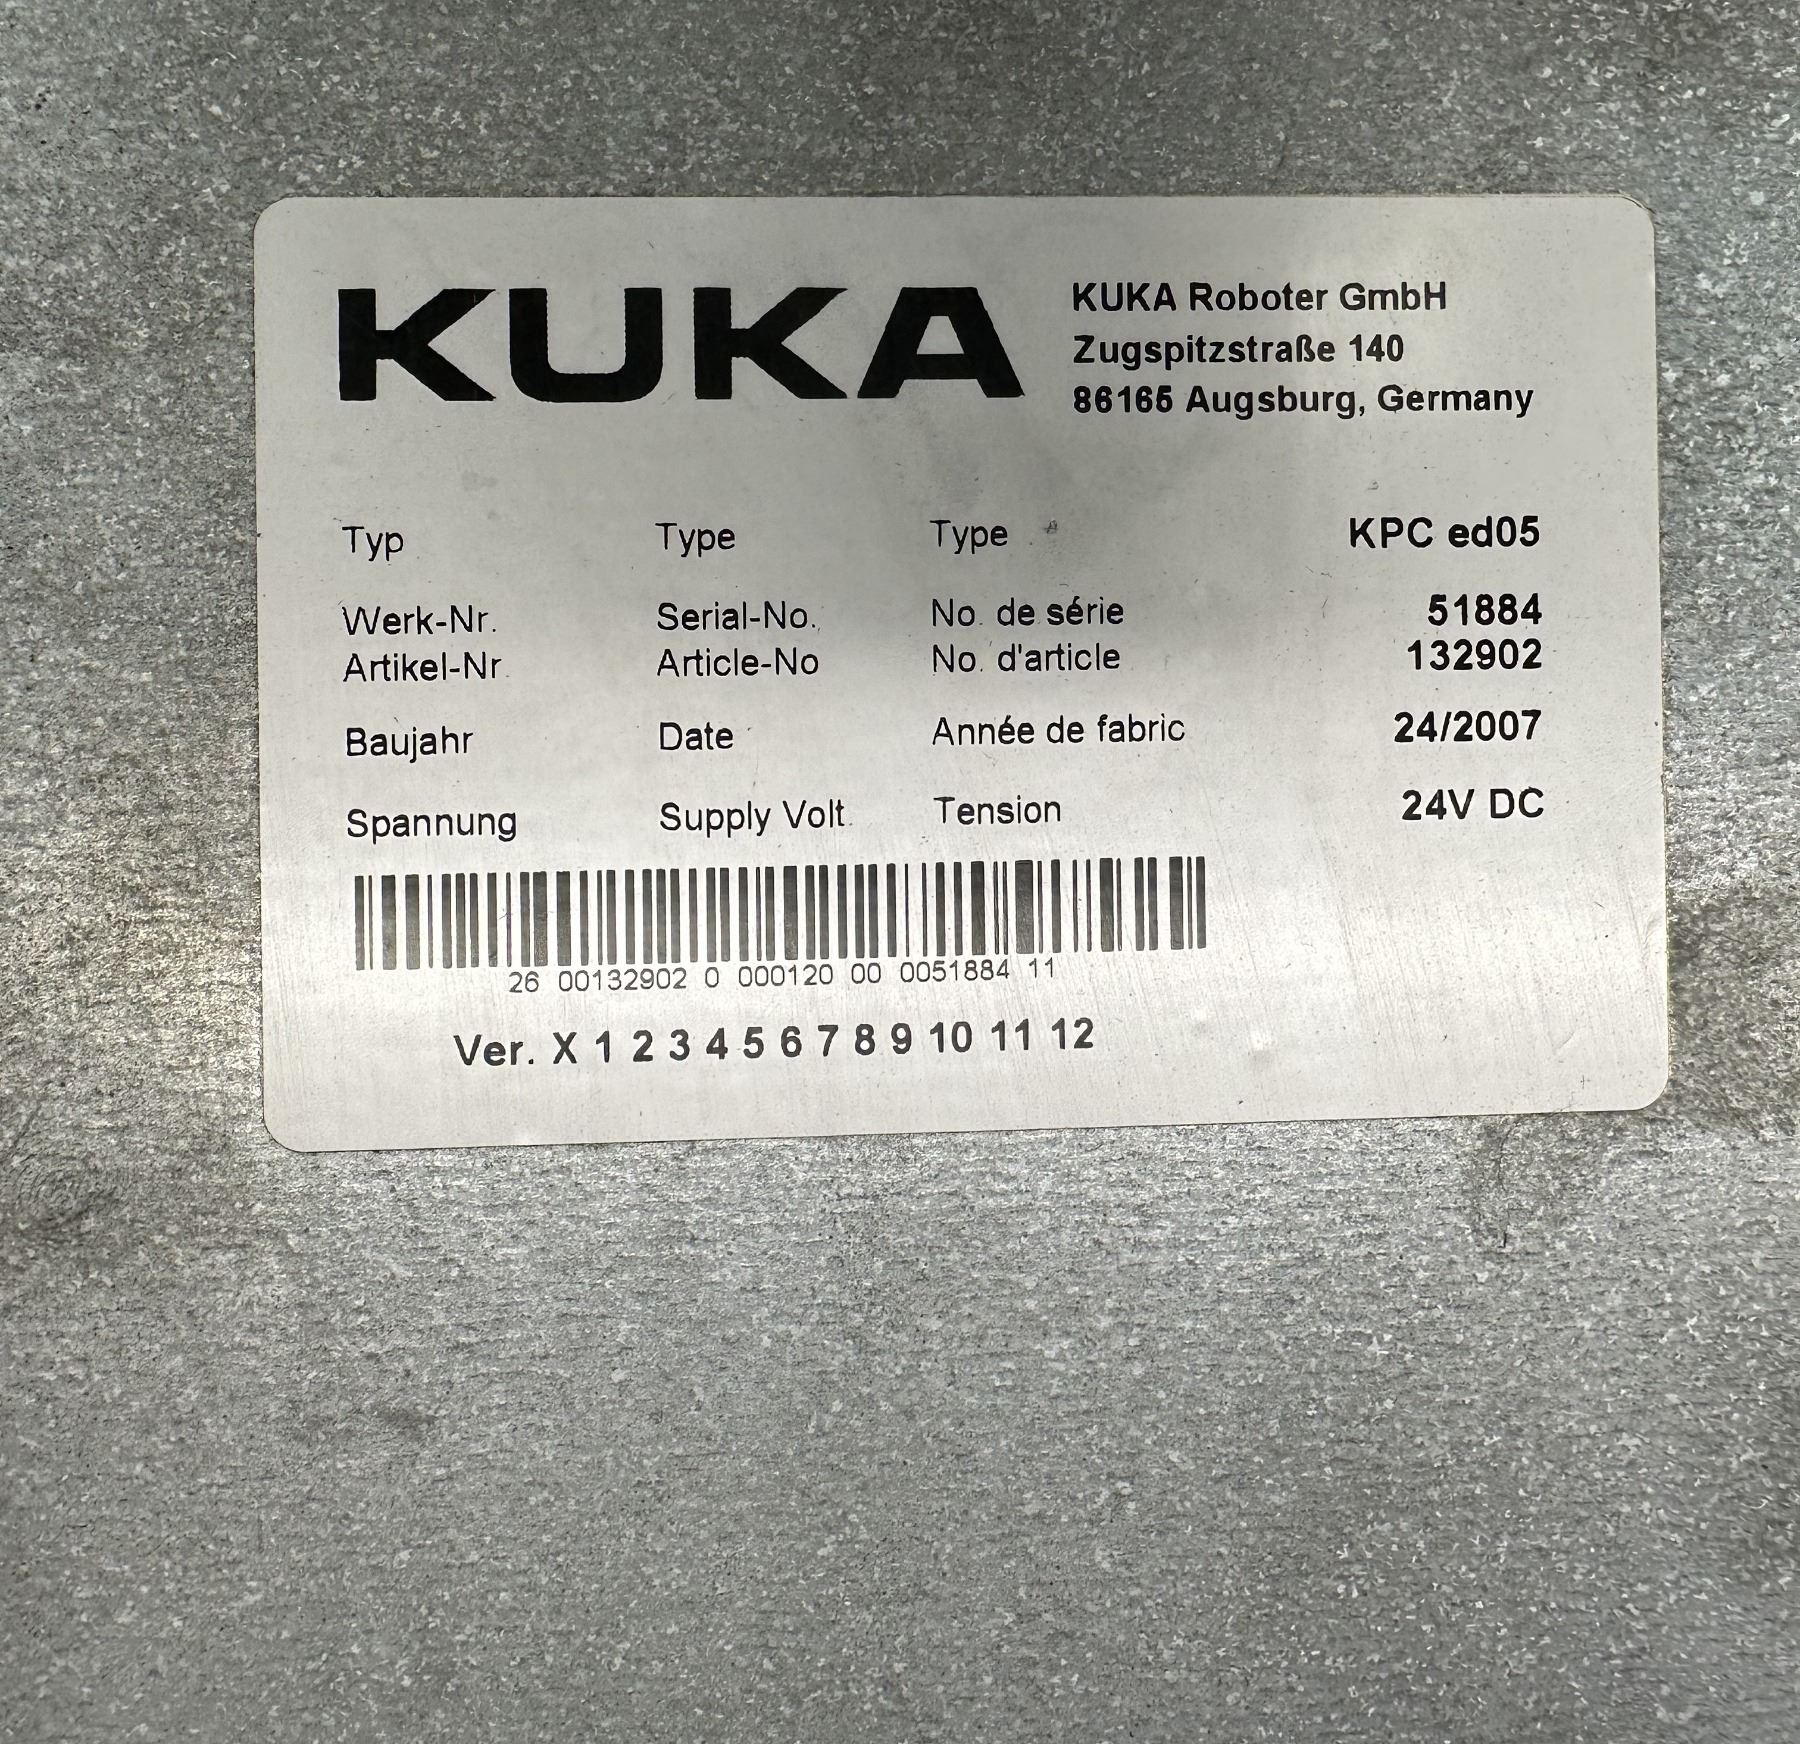 KUKA
KUKA Roboter GmbH
Zugspitzstraße 140
86165 Augsburg, Germany
Typ Type Type KPC ed05
Werk-Nr. Serial-No. No. de série 51884
Artikel-Nr. Article-No No. d'article 132902
Baujahr Date Année de fabric 24/2007
Spannung Supply Volt. Tension 24V DC
26 00132902 0 000120 00 0051884 11
Ver. X 1 2 3 4 5 6 7 8 9 10 11 12